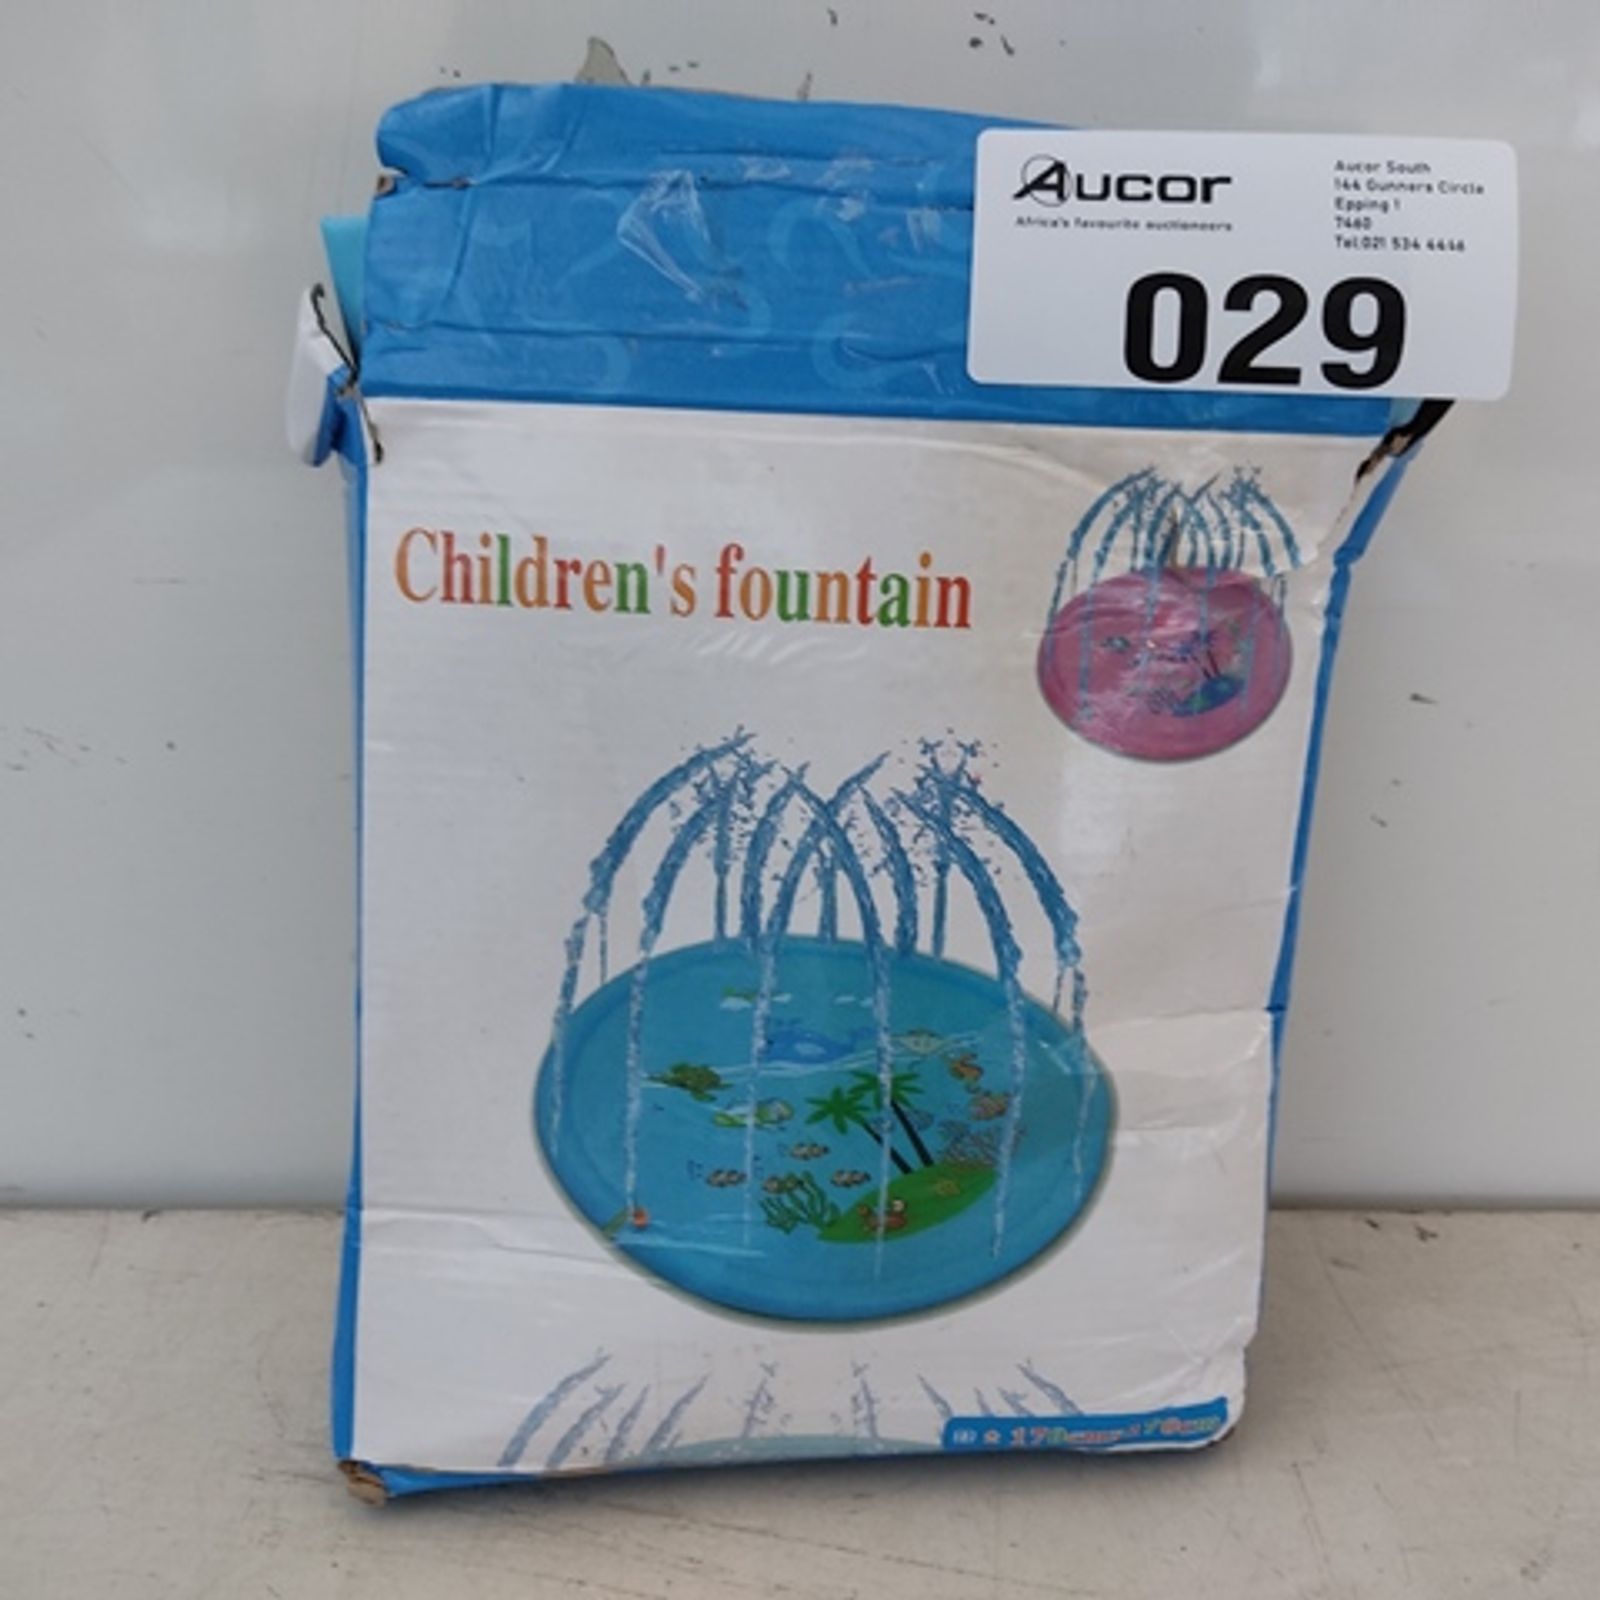 Aucor
Africa's favourite auctioneers
Aucor South
144 Gunners Circle
Epping 1
7460
Tel:021 534 4446
029
Children's fountain
170cm